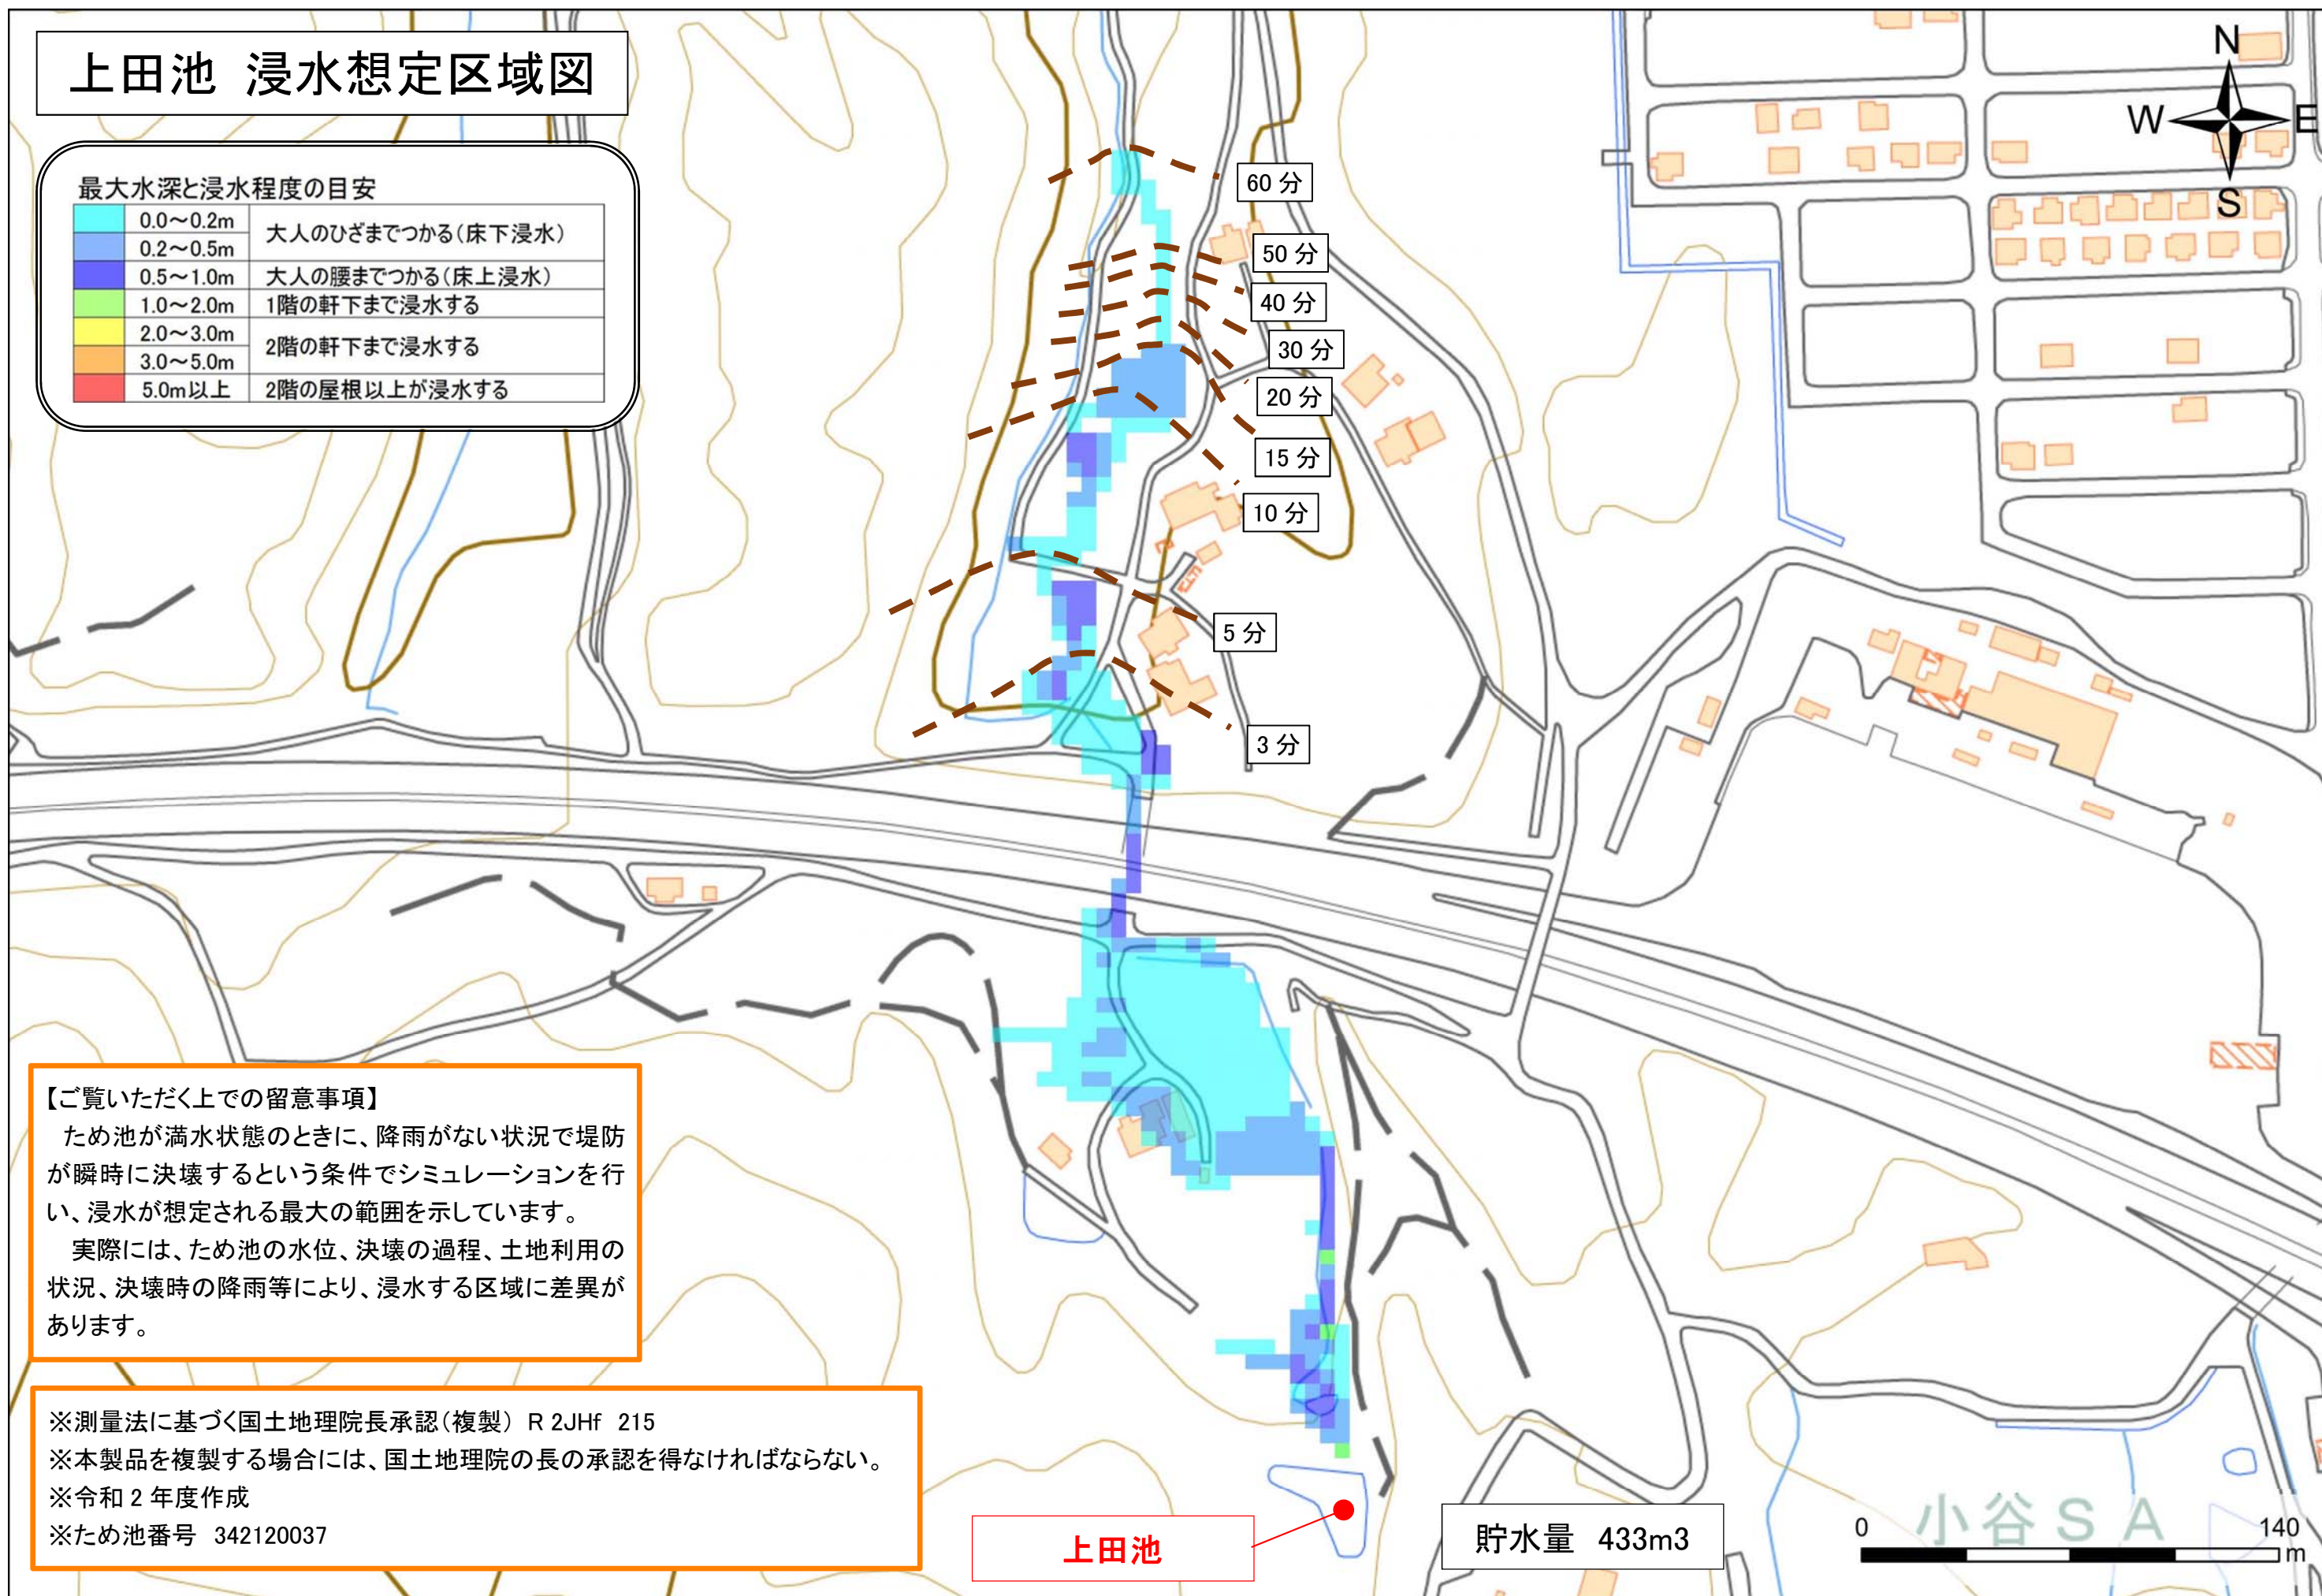 上田池 浸水想定区域図
最大水深と浸水程度の目安
0.0～0.2m
大人のひざまでつかる（床下浸水）
0.2～0.5m
0.5～1.0m 大人の腰までつかる（床上浸水）
1.0～2.0m 1階の軒下まで浸水する
2.0～3.0m
2階の軒下まで浸水する
3.0～5.0m
5.0m以上 2階の屋根以上が浸水する
N
W
E
S
60 分
50 分
40 分
30 分
20 分
15 分
10 分
5 分
3 分
【ご覧いただく上での留意事項】
ため池が満水状態のときに、降雨がない状況で堤防
が瞬時に決壊するという条件でシミュレーションを行
い、浸水が想定される最大の範囲を示しています。
実際には、ため池の水位、決壊の過程、土地利用の
状況、決壊時の降雨等により、浸水する区域に差異が
あります。
※測量法に基づく国土地理院長承認（複製） R 2JHf 215
※本製品を複製する場合には、国土地理院の長の承認を得なければならない。
※令和 2 年度作成
※ため池番号 342120037
上田池
貯水量 433m3
小谷ＳＡ
0 140
m